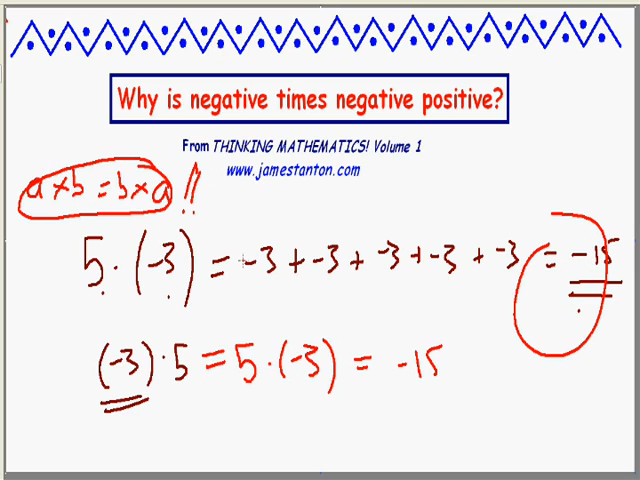 Why is negative times negative positive?
From THINKING MATHEMATICS! Volume 1
www.jamestanton.com
a×b = b×a !!
5 · (-3) = -3 + -3 + -3 + -3 + -3 = -15
(-3) · 5 = 5 · (-3) = -15